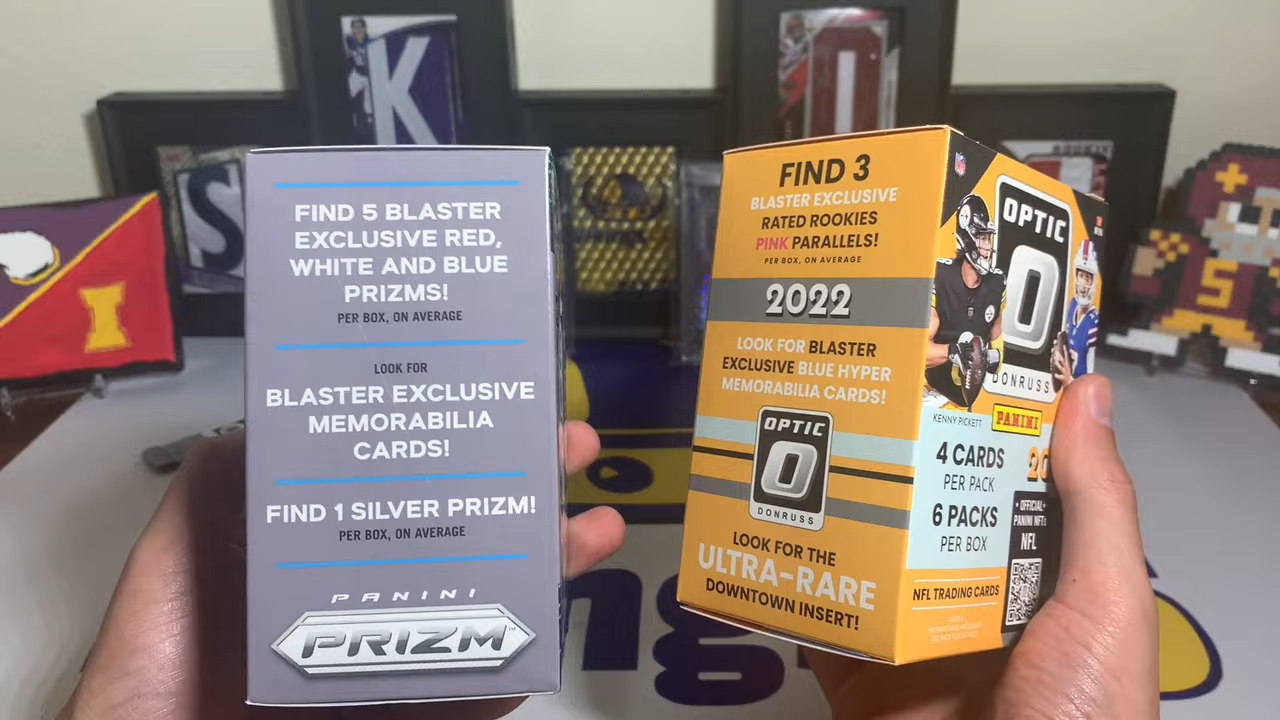 K
S
FIND 5 BLASTER
EXCLUSIVE RED,
WHITE AND BLUE
PRIZMS!
PER BOX, ON AVERAGE
LOOK FOR
BLASTER EXCLUSIVE
MEMORABILIA
CARDS!
FIND 1 SILVER PRIZM!
PER BOX, ON AVERAGE
PANINI
PRIZM
FIND 3
BLASTER EXCLUSIVE
RATED ROOKIES
PINK PARALLELS!
PER BOX, ON AVERAGE
2022
LOOK FOR BLASTER
EXCLUSIVE BLUE HYPER
MEMORABILIA CARDS!
OPTIC
DONRUSS
LOOK FOR THE
ULTRA-RARE
DOWNTOWN INSERT!
OPTIC
DONRUSS
KENNY PICKETT
PANINI
4 CARDS
PER PACK
20
6 PACKS
PER BOX
OFFICIAL
PANINI NFTs
NFL
NFL TRADING CARDS
5